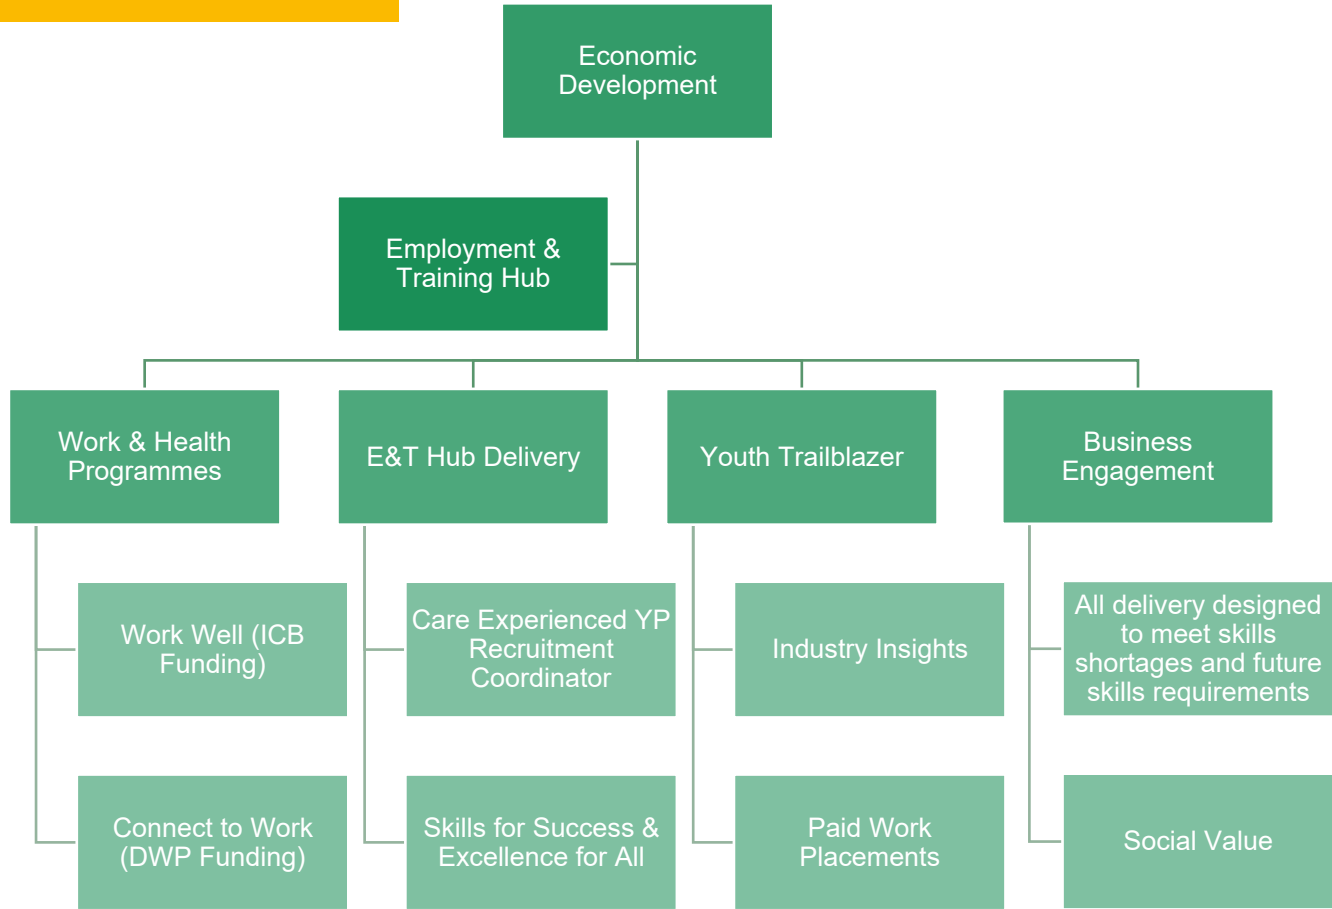 Economic
Development
Employment &
Training Hub
Work & Health
Programmes
E&T Hub Delivery
Youth Trailblazer
Business
Engagement
Work Well (ICB
Funding)
Care Experienced YP
Recruitment
Coordinator
Industry Insights
All delivery designed
to meet skills
shortages and future
skills requirements
Connect to Work
(DWP Funding)
Skills for Success &
Excellence for All
Paid Work
Placements
Social Value